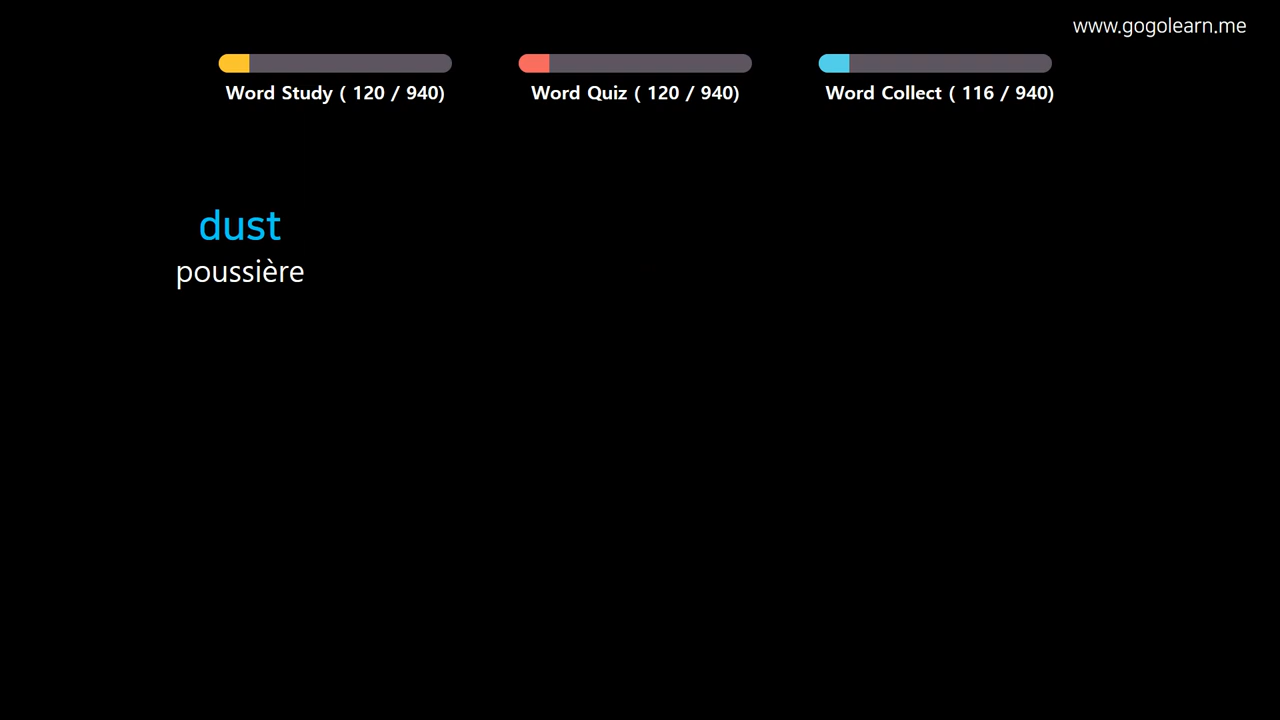 www.gogolearn.me
Word Study ( 120 / 940)
Word Quiz ( 120 / 940)
Word Collect ( 116 / 940)
dust
poussière